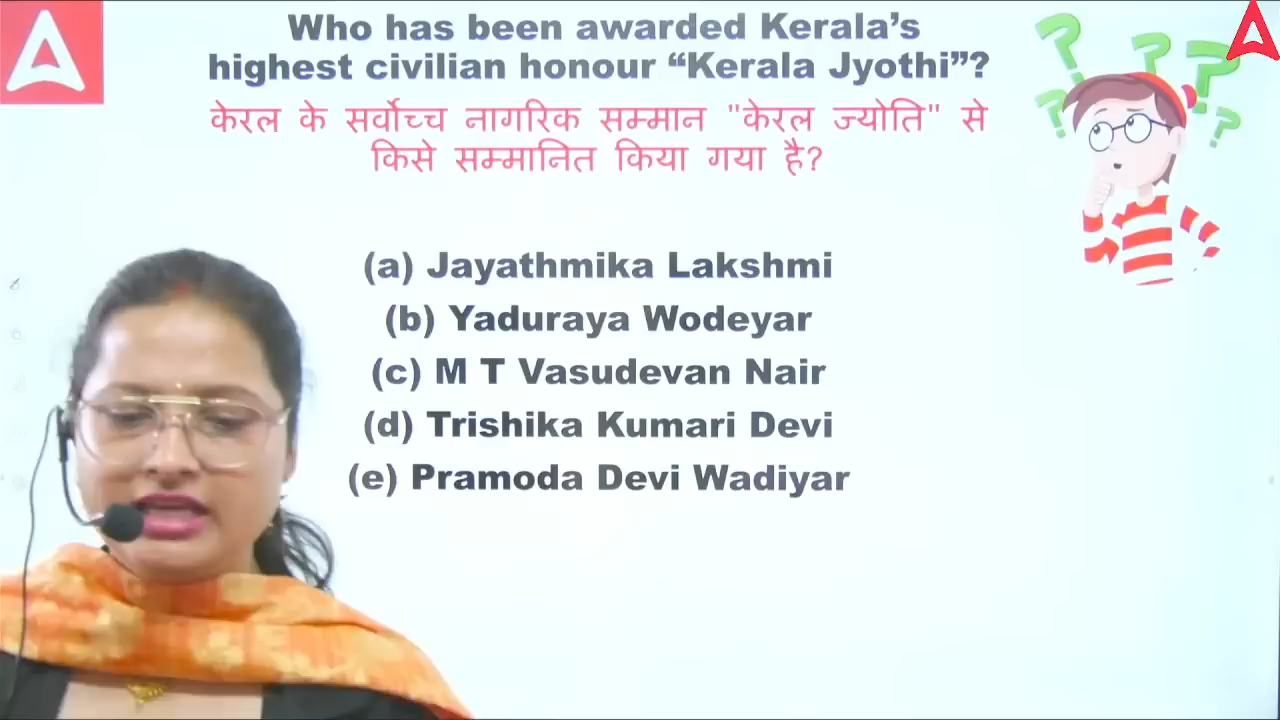 Who has been awarded Kerala’s
highest civilian honour “Kerala Jyothi”?
केरल के सर्वोच्च नागरिक सम्मान "केरल ज्योति" से
किसे सम्मानित किया गया है?
(a) Jayathmika Lakshmi
(b) Yaduraya Wodeyar
(c) M T Vasudevan Nair
(d) Trishika Kumari Devi
(e) Pramoda Devi Wadiyar